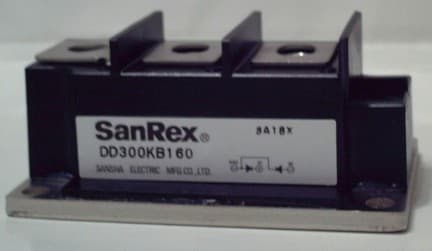 SanRex®
8A18X
DD300KB160
SANSHA ELECTRIC MFG.CO.,LTD.